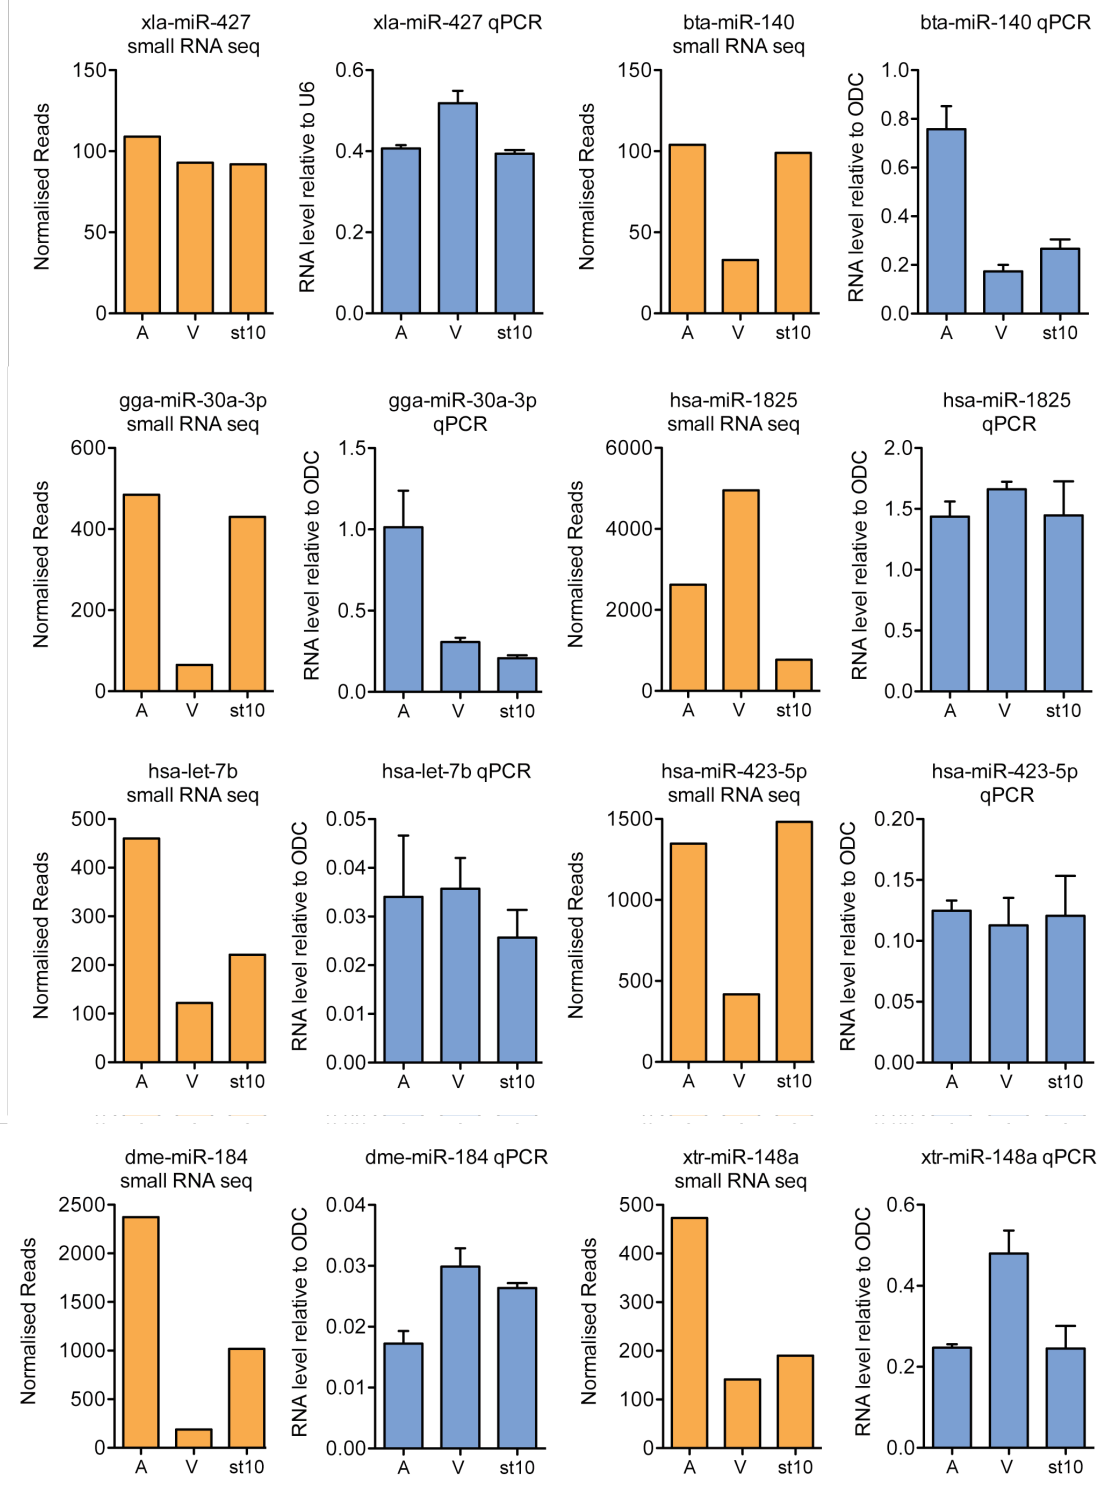 xla-miR-427
small RNA seq
Normalised Reads
150
100
50
0
A V st10
xla-miR-427 qPCR
RNA level relative to U6
0.6
0.4
0.2
0.0
A V st10
bta-miR-140
small RNA seq
Normalised Reads
150
100
50
0
A V st10
bta-miR-140 qPCR
RNA level relative to ODC
1.0
0.8
0.6
0.4
0.2
0.0
A V st10
gga-miR-30a-3p
small RNA seq
Normalised Reads
600
400
200
0
A V st10
gga-miR-30a-3p
qPCR
RNA level relative to ODC
1.5
1.0
0.5
0.0
A V st10
hsa-miR-1825
small RNA seq
Normalised Reads
6000
4000
2000
0
A V st10
hsa-miR-1825
qPCR
RNA level relative to ODC
2.0
1.5
1.0
0.5
0.0
A V st10
hsa-let-7b
small RNA seq
Normalised Reads
500
400
300
200
100
0
A V st10
hsa-let-7b qPCR
RNA level relative to ODC
0.05
0.04
0.03
0.02
0.01
0.00
A V st10
hsa-miR-423-5p
small RNA seq
Normalised Reads
1500
1000
500
0
A V st10
hsa-miR-423-5p
qPCR
RNA level relative to ODC
0.20
0.15
0.10
0.05
0.00
A V st10
dme-miR-184
small RNA seq
Normalised Reads
2500
2000
1500
1000
500
0
A V st10
dme-miR-184 qPCR
RNA level relative to ODC
0.04
0.03
0.02
0.01
0.00
A V st10
xtr-miR-148a
small RNA seq
Normalised Reads
500
400
300
200
100
0
A V st10
xtr-miR-148a qPCR
RNA level relative to ODC
0.6
0.4
0.2
0.0
A V st10